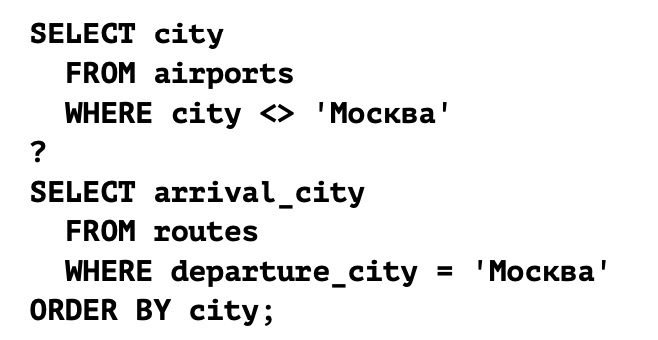 SELECT city
FROM airports
WHERE city <> 'Москва'
?
SELECT arrival_city
FROM routes
WHERE departure_city = 'Москва'
ORDER BY city;